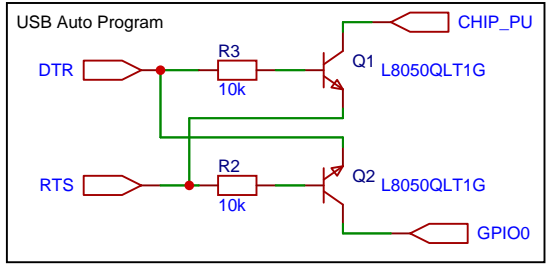 USB Auto Program
CHIP_PU
R3
DTR
Q1
L8050QLT1G
10k
R2
RTS
Q2
L8050QLT1G
10k
GPIO0